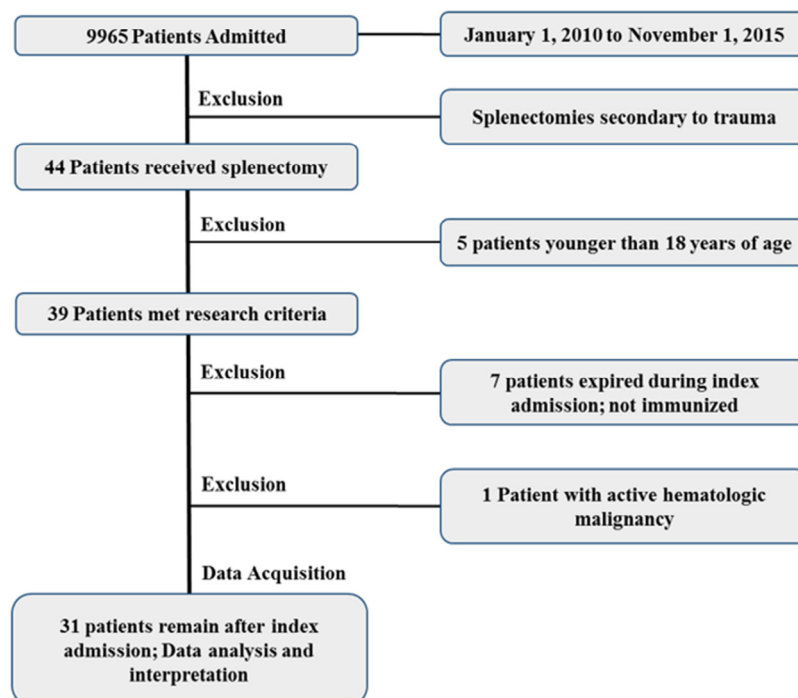 9965 Patients Admitted
January 1, 2010 to November 1, 2015
Exclusion
Splenectomies secondary to trauma
44 Patients received splenectomy
Exclusion
5 patients younger than 18 years of age
39 Patients met research criteria
Exclusion
7 patients expired during index
admission; not immunized
Exclusion
1 Patient with active hematologic
malignancy
Data Acquisition
31 patients remain after index
admission; Data analysis and
interpretation